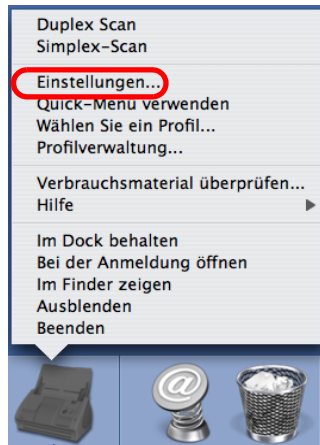 Duplex Scan
Simplex-Scan
Einstellungen...
Quick-Menü verwenden
Wählen Sie ein Profil...
Profilverwaltung...
Verbrauchsmaterial überprüfen...
Hilfe
Im Dock behalten
Bei der Anmeldung öffnen
Im Finder zeigen
Ausblenden
Beenden
@